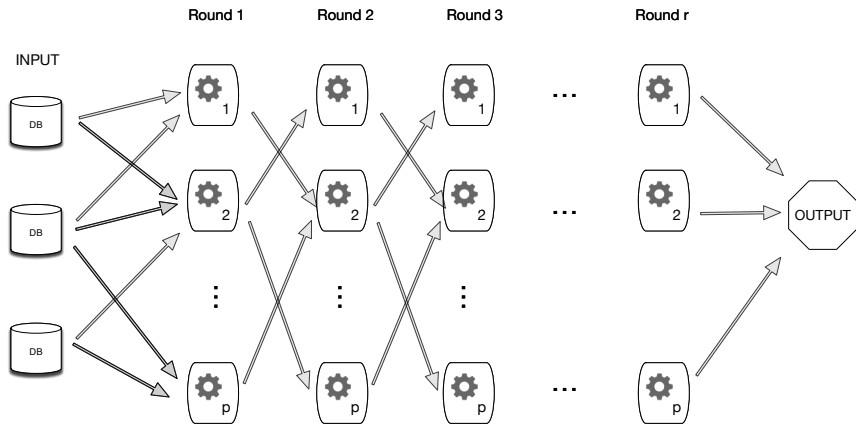 Round 1 Round 2 Round 3 Round r
INPUT
DB
1 1 1 ... 1
DB
2 2 2 ... 2
OUTPUT
⋮ ⋮ ⋮
DB
p p p ... p